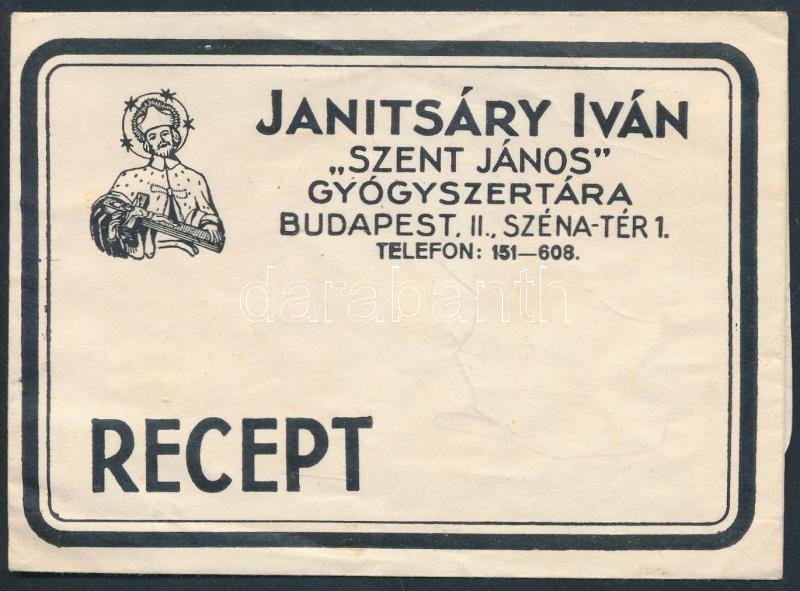 JANITSÁRY IVÁN
„SZENT JÁNOS”
GYÓGYSZERTÁRA
BUDAPEST, II., SZÉNA-TÉR 1.
TELEFON: 151—608.
darabanth
RECEPT